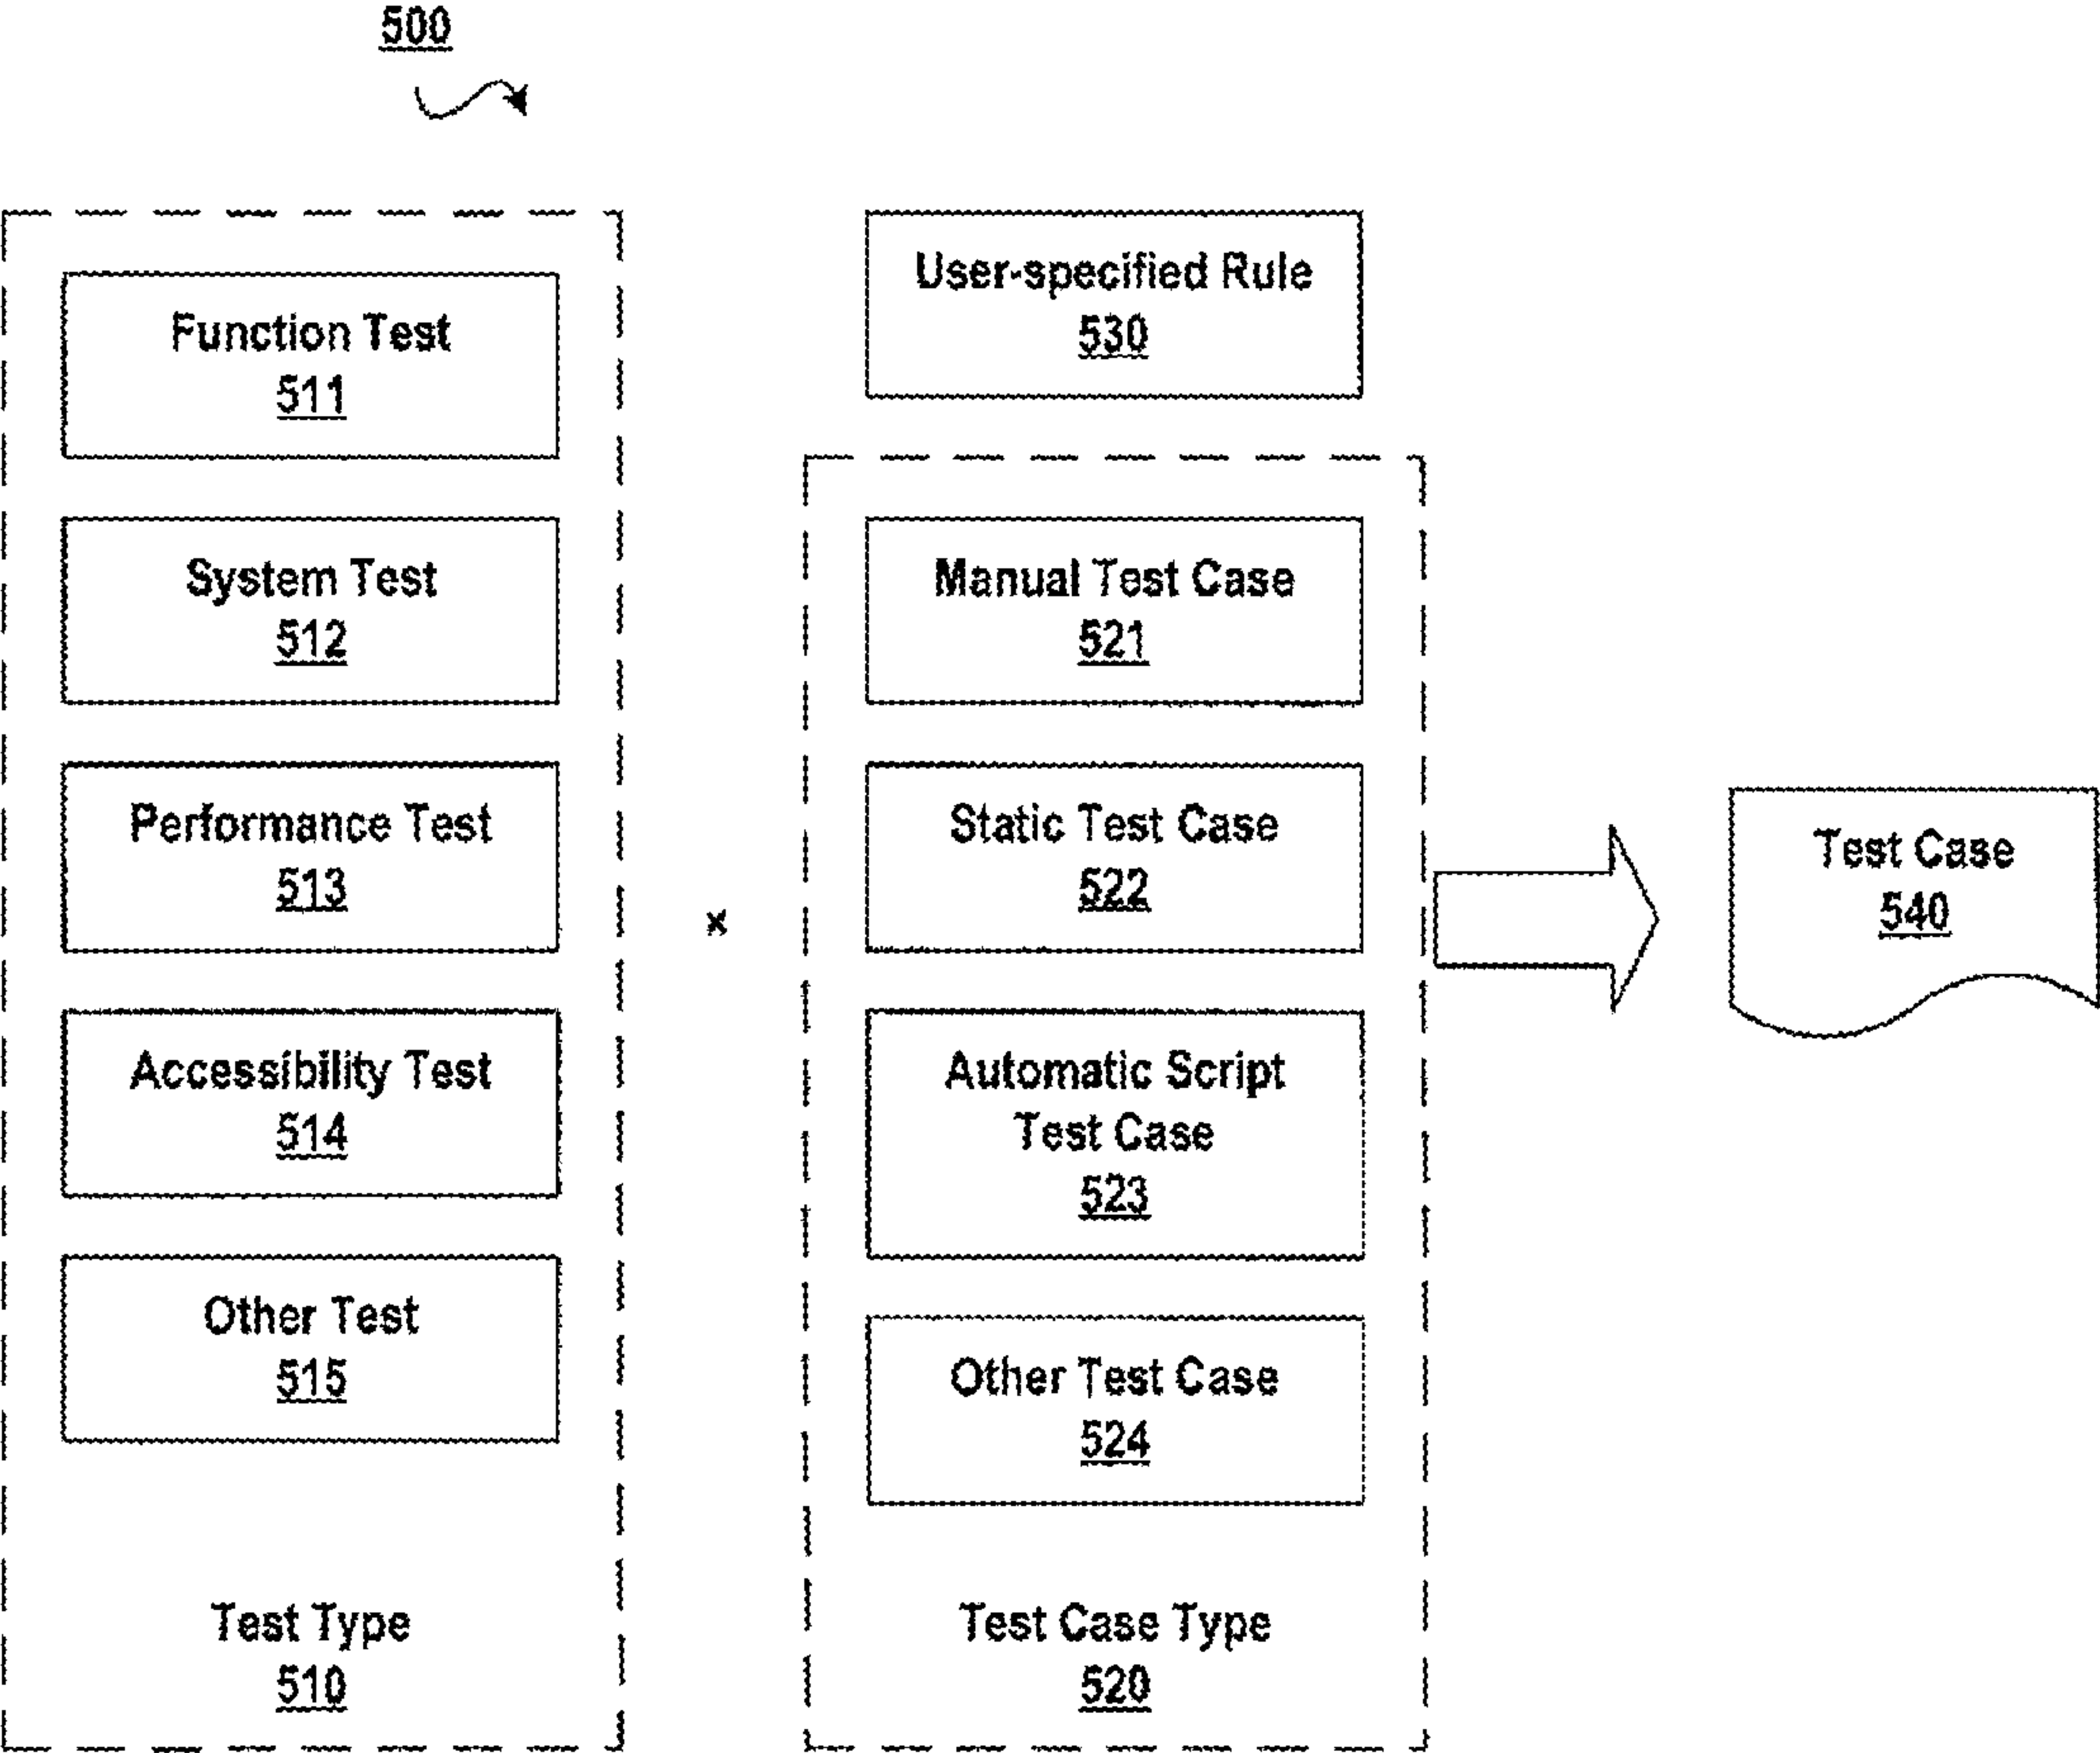 500
Function Test
511
System Test
512
Performance Test
513
Accessibility Test
514
Other Test
515
Test Type
510
x
User-specified Rule
530
Manual Test Case
521
Static Test Case
522
Automatic Script
Test Case
523
Other Test Case
524
Test Case Type
520
Test Case
540